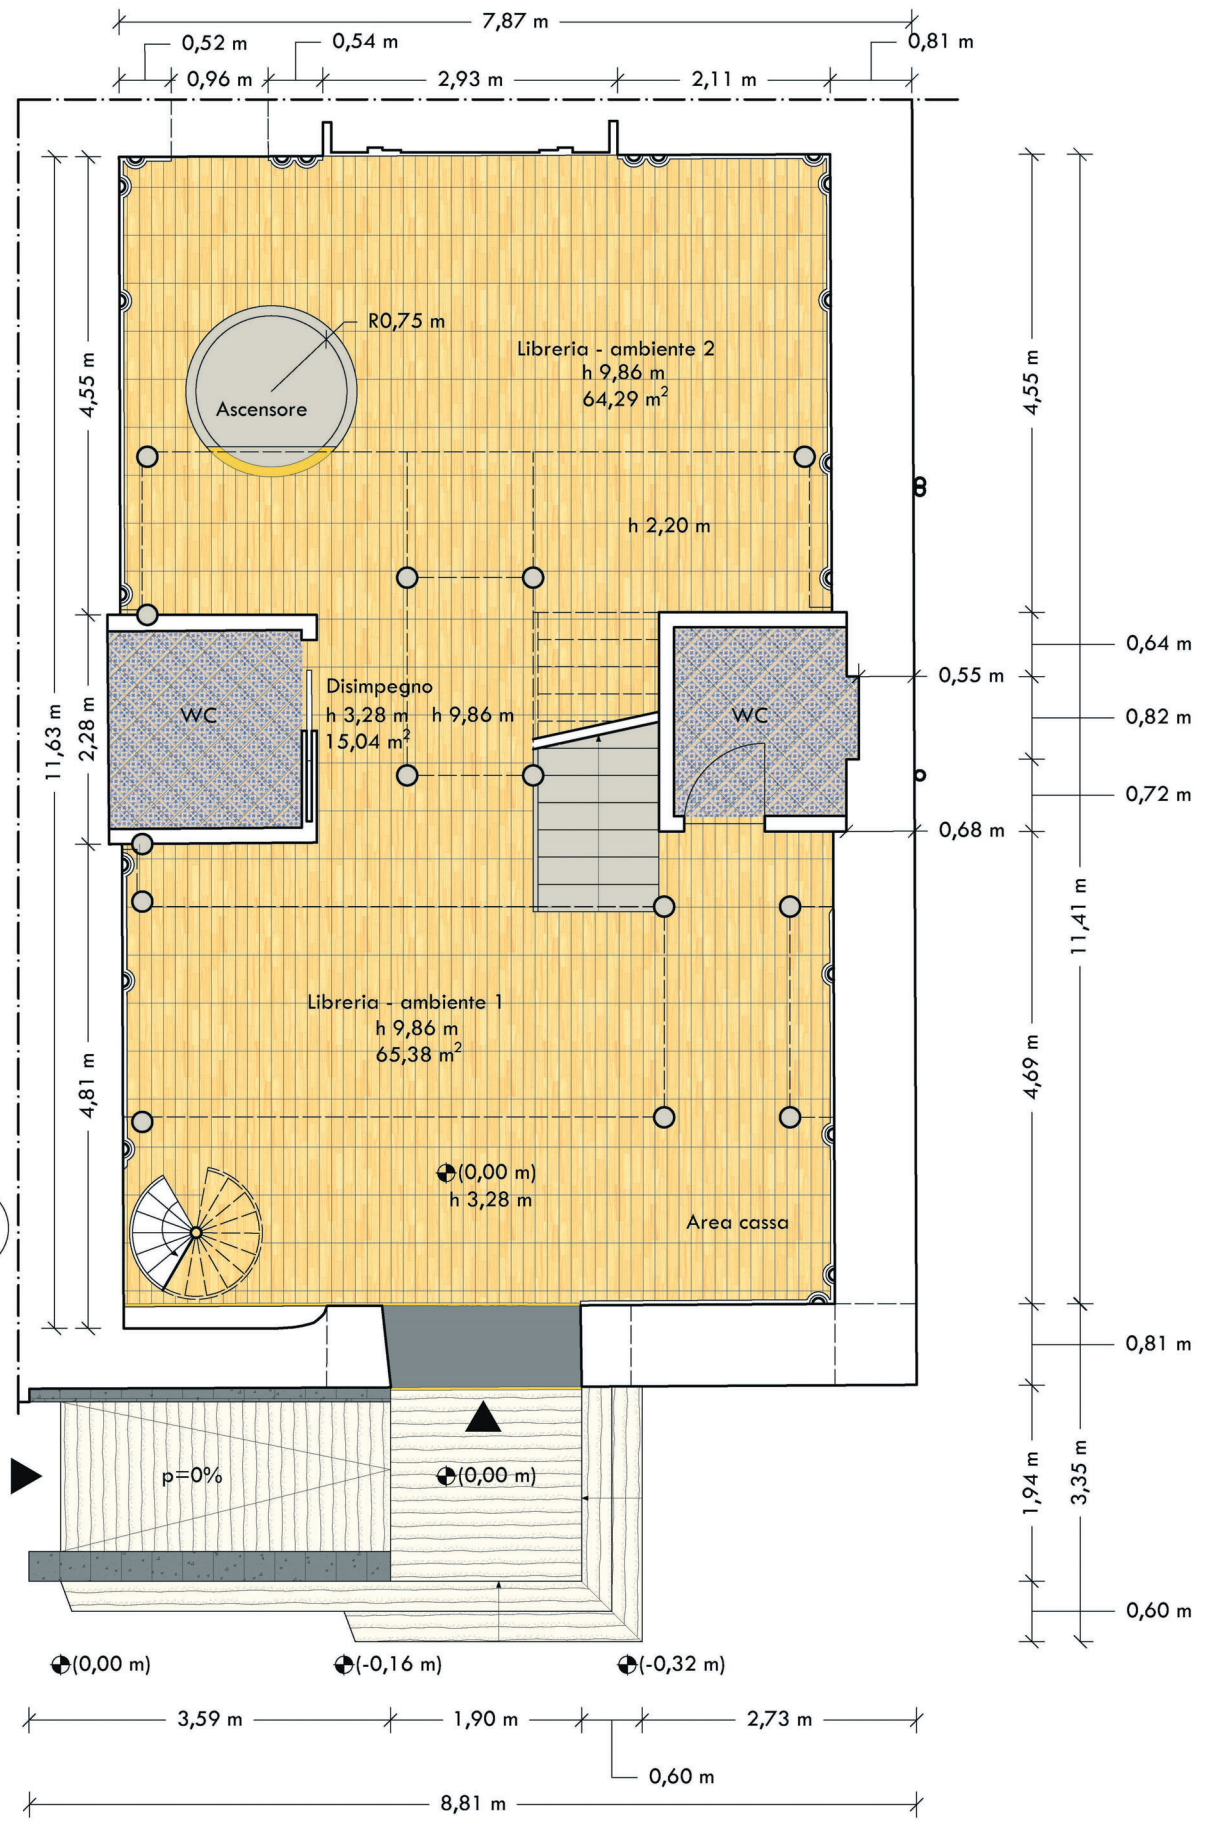 7,87 m
0,52 m
0,54 m
0,81 m
0,96 m
2,93 m
2,11 m
R0,75 m
Ascensore
Libreria - ambiente 2
h 9,86 m
64,29 m²
4,55 m
4,55 m
h 2,20 m
0,64 m
0,55 m
WC
Disimpegno
h 3,28 m h 9,86 m
15,04 m²
WC
0,82 m
11,63 m
2,28 m
0,72 m
0,68 m
11,41 m
Libreria - ambiente 1
h 9,86 m
65,38 m²
4,81 m
4,69 m
(0,00 m)
h 3,28 m
Area cassa
0,81 m
p=0%
(0,00 m)
1,94 m
3,35 m
0,60 m
(0,00 m)
(-0,16 m)
(-0,32 m)
3,59 m
1,90 m
2,73 m
0,60 m
8,81 m